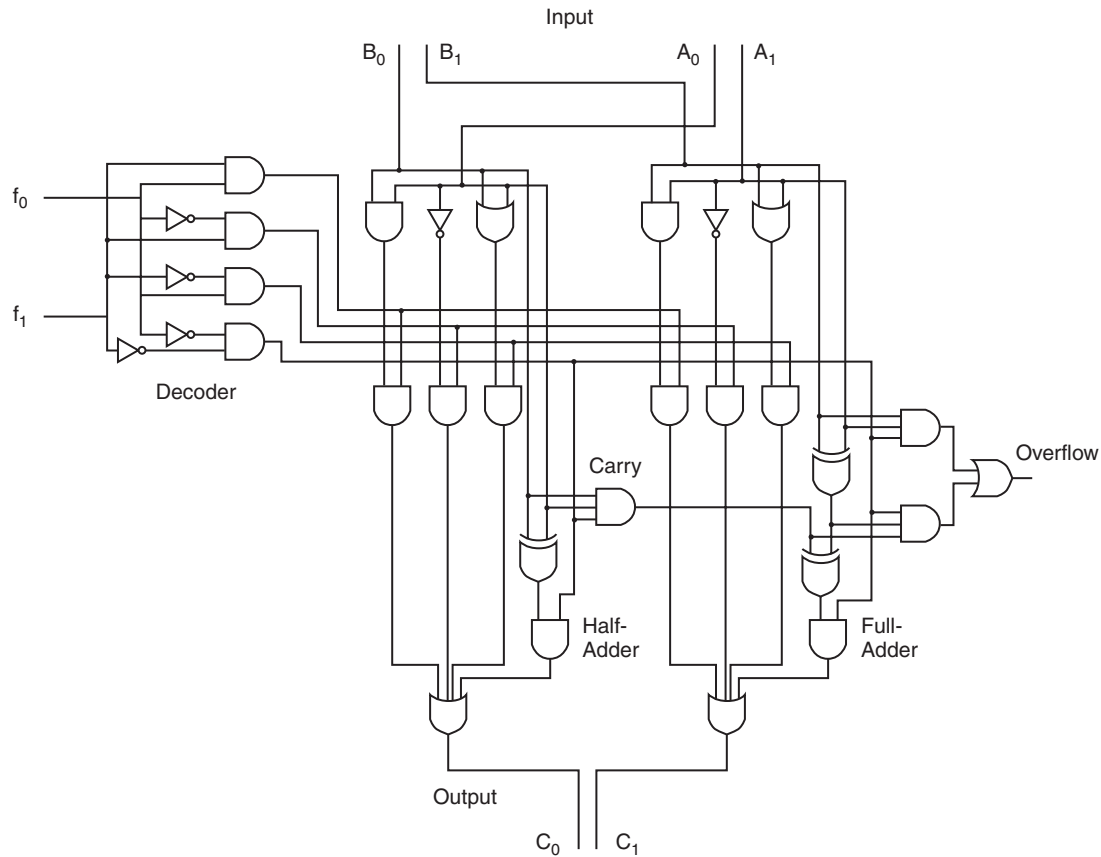 Input
B0 B1 A0 A1
f0
f1
Decoder
Carry
Overflow
Half-
Adder
Full-
Adder
Output
C0 C1